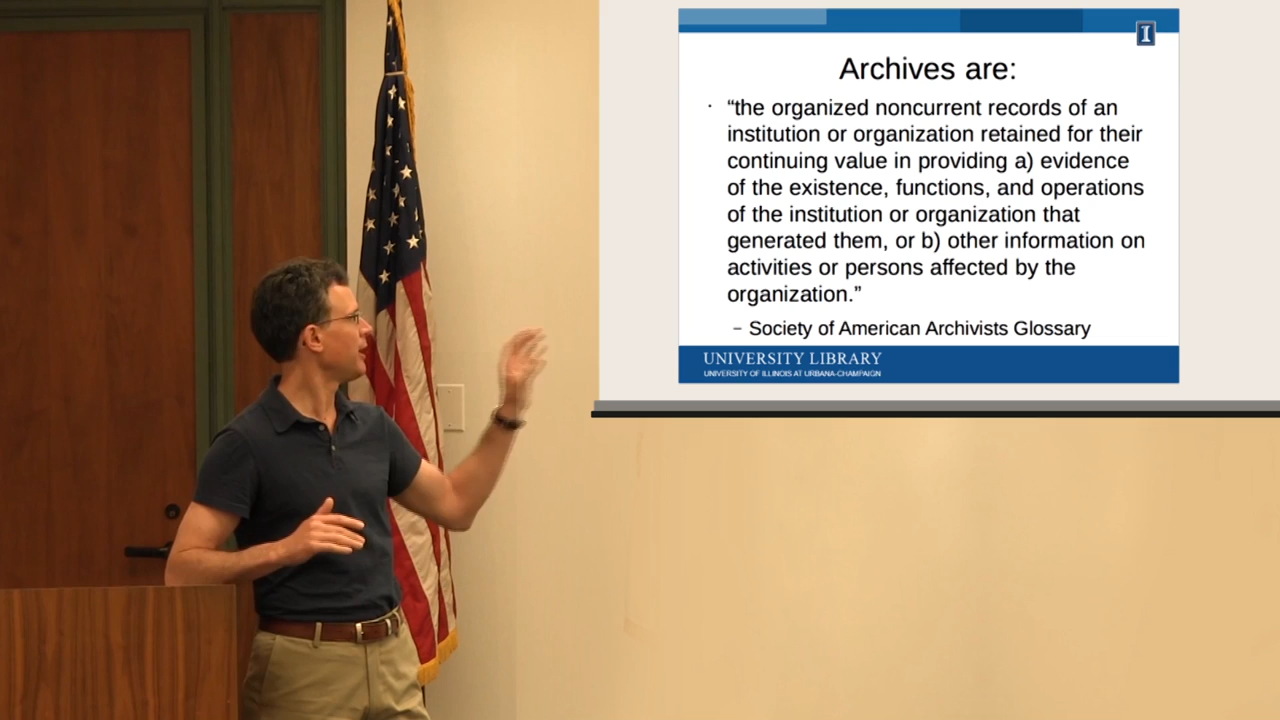 I
Archives are:
· “the organized noncurrent records of an
institution or organization retained for their
continuing value in providing a) evidence
of the existence, functions, and operations
of the institution or organization that
generated them, or b) other information on
activities or persons affected by the
organization.”
– Society of American Archivists Glossary
UNIVERSITY LIBRARY
UNIVERSITY OF ILLINOIS AT URBANA-CHAMPAIGN